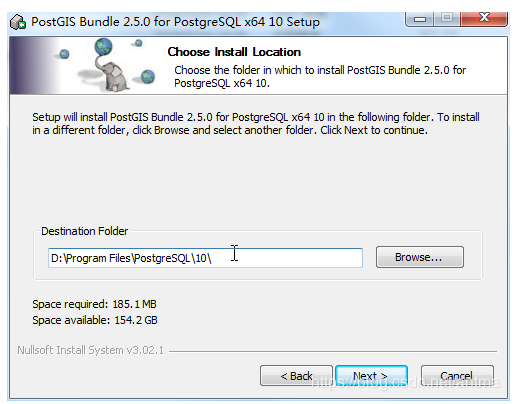 PostGIS Bundle 2.5.0 for PostgreSQL x64 10 Setup
Choose Install Location
Choose the folder in which to install PostGIS Bundle 2.5.0 for
PostgreSQL x64 10.
Setup will install PostGIS Bundle 2.5.0 for PostgreSQL x64 10 in the following folder. To install
in a different folder, click Browse and select another folder. Click Next to continue.
Destination Folder
D:\Program Files\PostgreSQL\10\
Browse...
Space required: 185.1 MB
Space available: 154.2 GB
Nullsoft Install System v3.02.1
< Back Next > Cancel